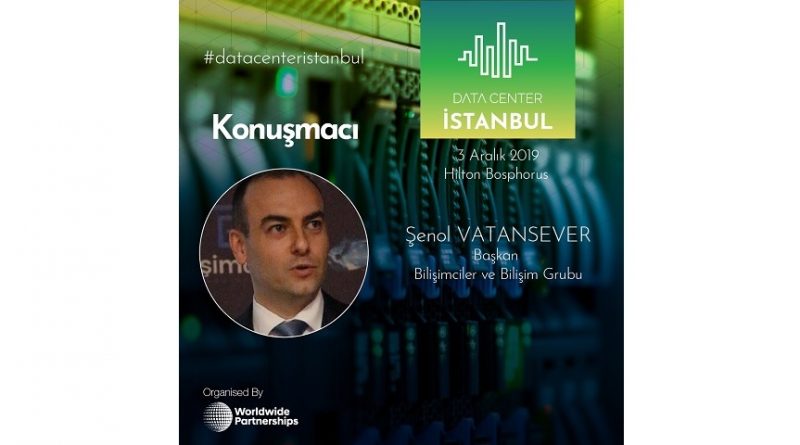 #datacenteristanbul
DATA CENTER
İSTANBUL
Konuşmacı
3 Aralık 2019
Hilton Bosphorus
Şenol VATANSEVER
Başkan
Bilişimciler ve Bilişim Grubu
Organised By
Worldwide
Partnerships